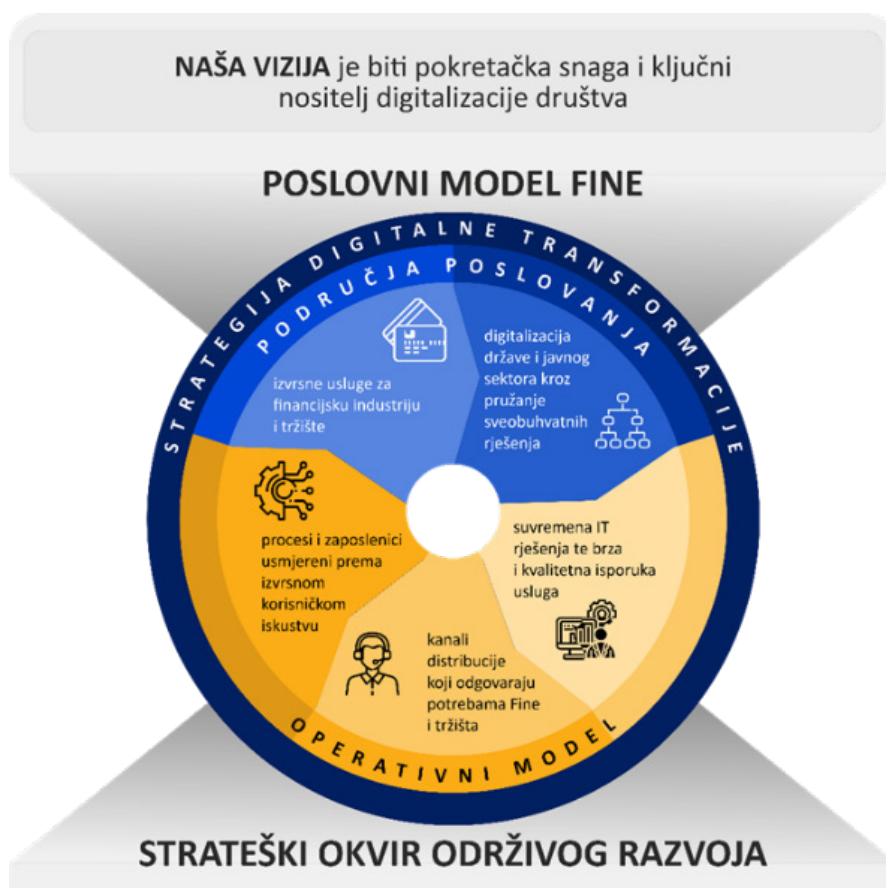 NAŠA VIZIJA je biti pokretačka snaga i ključni
nositelj digitalizacije društva
POSLOVNI MODEL FINE
STRATEGIJA DIGITALNE TRANSFORMACIJE
PODRUČJA POSLOVANJA
izvrsne usluge za
financijsku industriju
i tržište
digitalizacija
države i javnog
sektora kroz
pružanje
sveobuhvatnih
rješenja
procesi i zaposlenici
usmjereni prema
izvrsnom
korisničkom
iskustvu
suvremena IT
rješenja te brza
i kvalitetna isporuka
usluga
kanali
distribucije
koji odgovaraju
potrebama Fine
i tržišta
OPERATIVNI MODEL
STRATEŠKI OKVIR ODRŽIVOG RAZVOJA